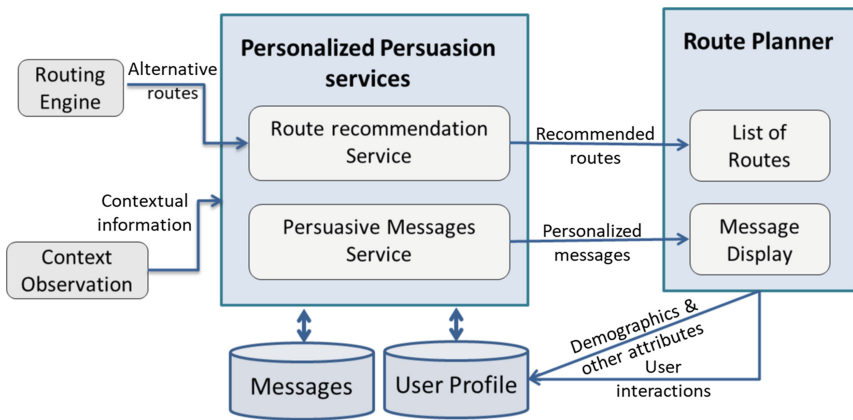 Personalized Persuasion
services
Route Planner
Routing
Engine
Alternative
routes
Route recommendation
Service
Recommended
routes
List of
Routes
Contextual
information
Context
Observation
Persuasive Messages
Service
Personalized
messages
Message
Display
Demographics &
other attributes
User
interactions
Messages
User Profile